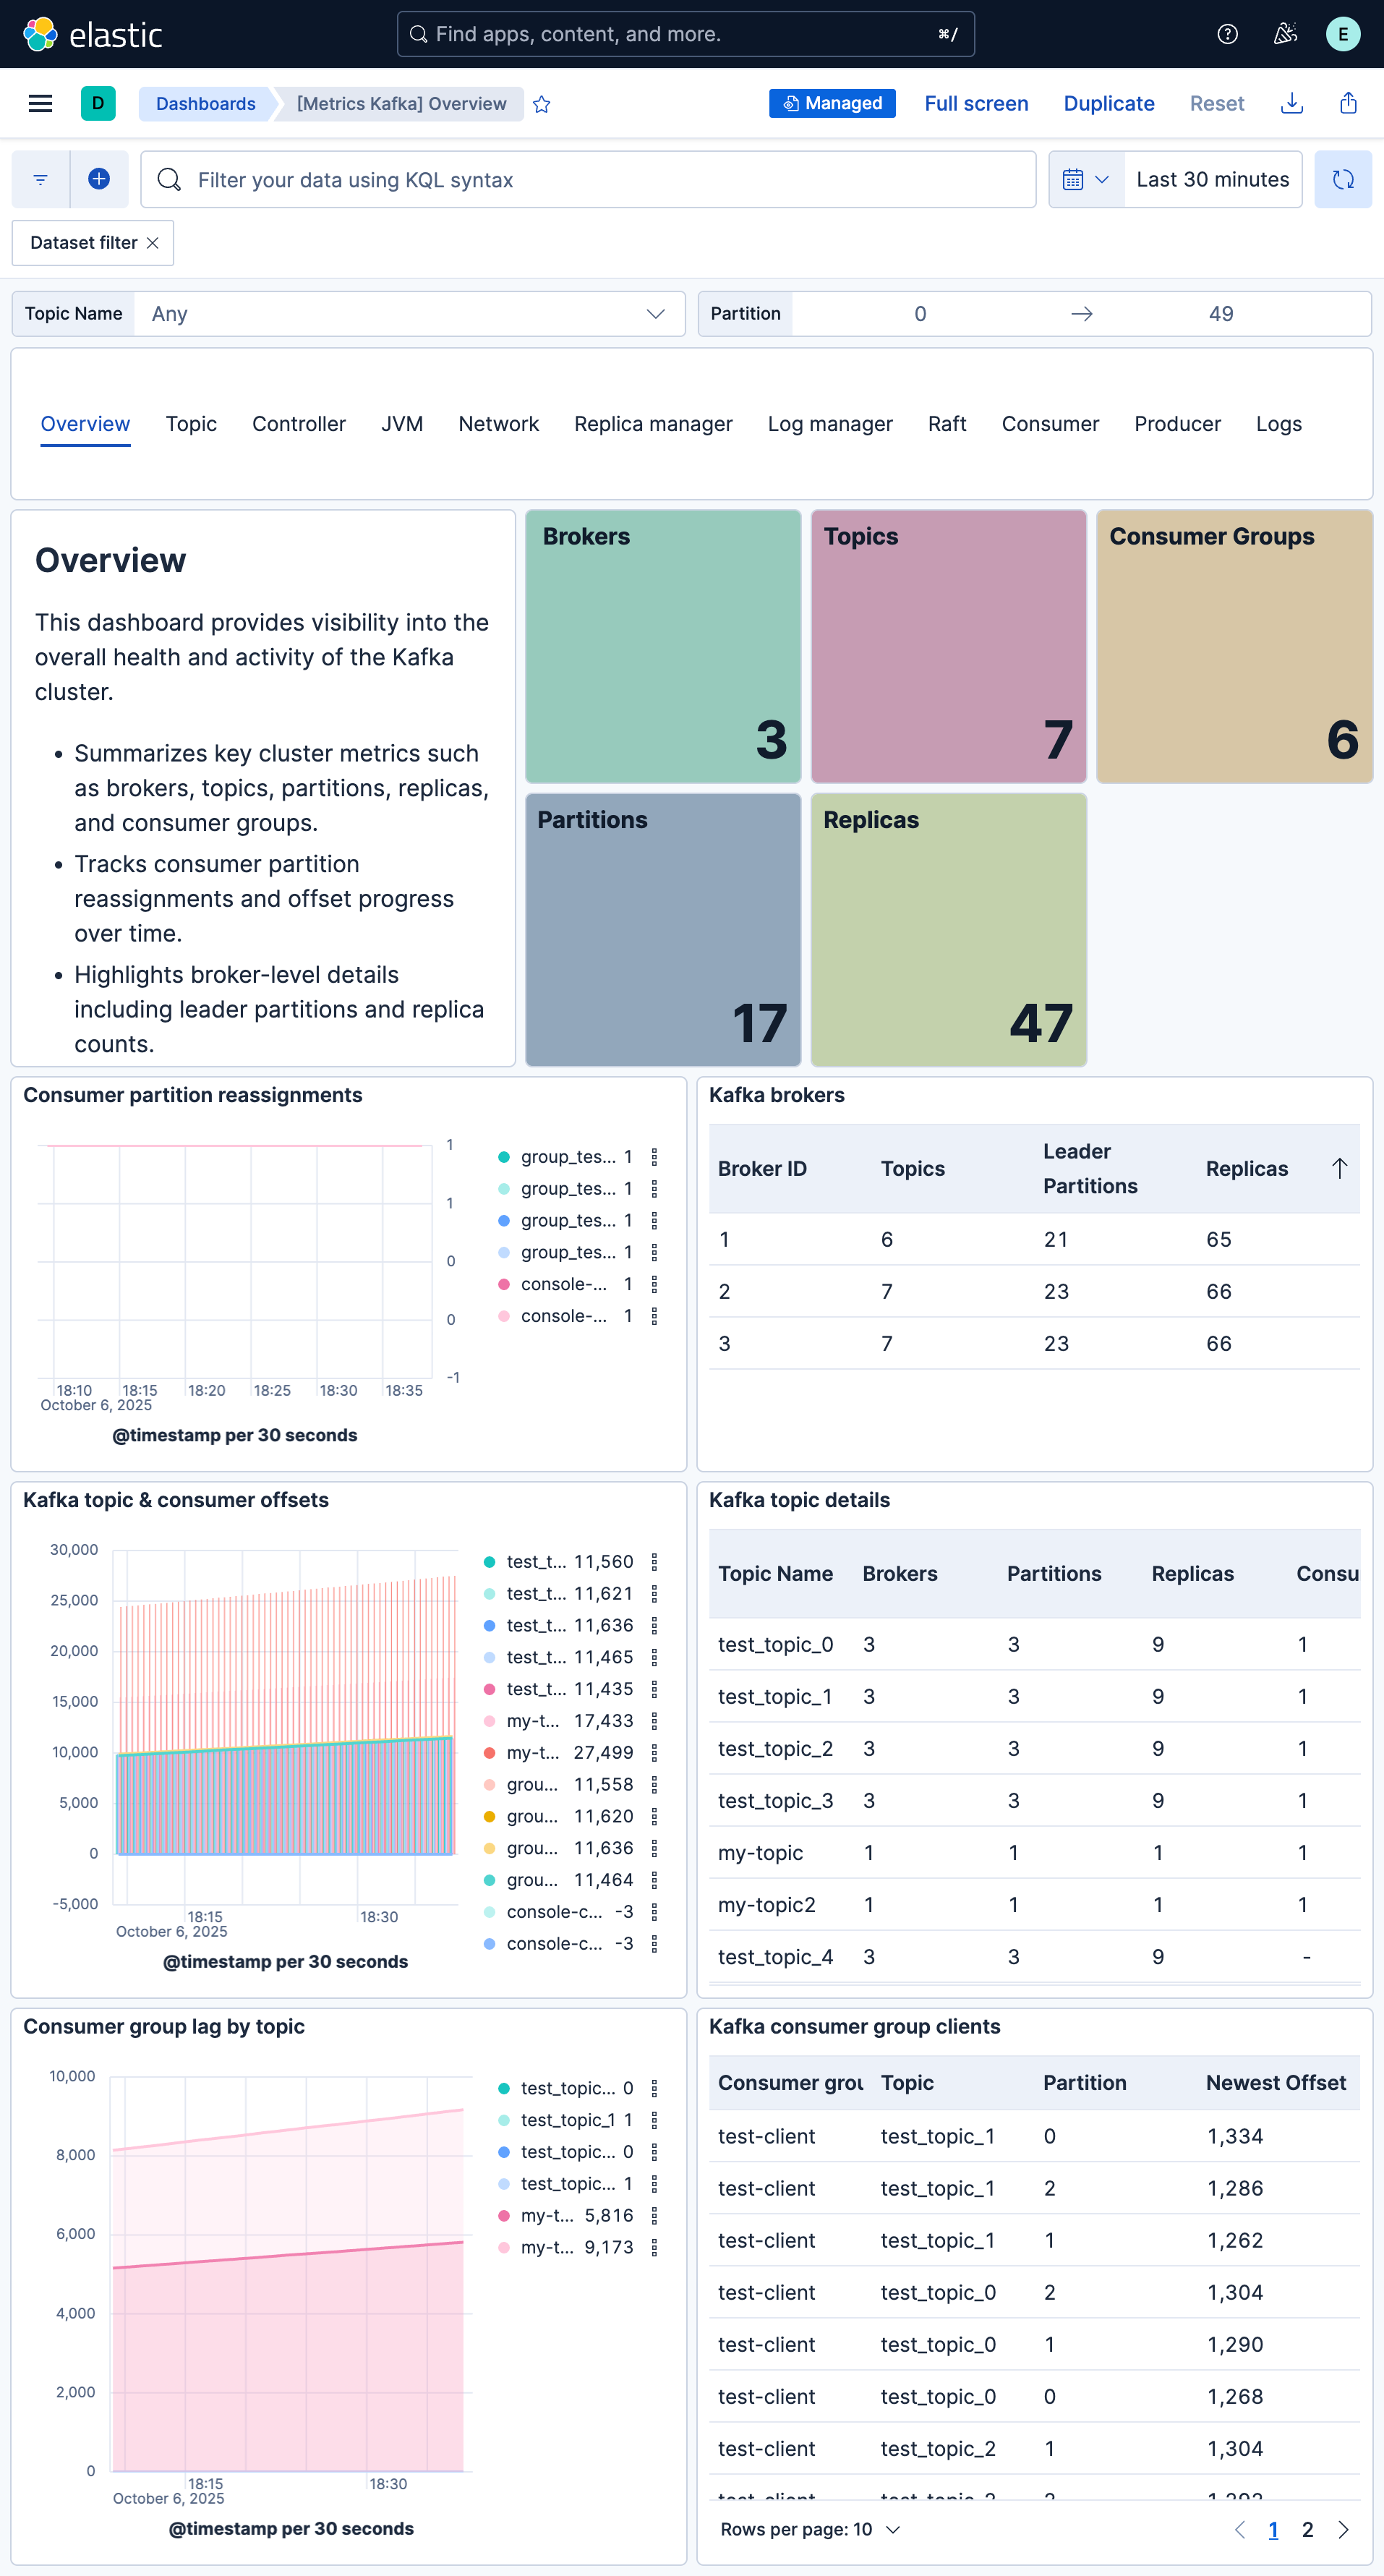 elastic
Find apps, content, and more.
⌘/
E
D
Dashboards
[Metrics Kafka] Overview
Managed
Full screen
Duplicate
Reset
Filter your data using KQL syntax
Last 30 minutes
Dataset filter
Topic Name
Any
Partition
0
→
49
Overview
Topic
Controller
JVM
Network
Replica manager
Log manager
Raft
Consumer
Producer
Logs
Overview
This dashboard provides visibility into the
overall health and activity of the Kafka
cluster.
• Summarizes key cluster metrics such
as brokers, topics, partitions, replicas,
and consumer groups.
• Tracks consumer partition
reassignments and offset progress
over time.
• Highlights broker-level details
including leader partitions and replica
counts.
Brokers
3
Topics
7
Consumer Groups
6
Partitions
17
Replicas
47
Consumer partition reassignments
1
1
0
0
-1
18:10
18:15
18:20
18:25
18:30
18:35
October 6, 2025
@timestamp per 30 seconds
group_tes... 1
group_tes... 1
group_tes... 1
group_tes... 1
console-... 1
console-... 1
Kafka brokers
Broker ID Topics Leader Partitions Replicas
1 6 21 65
2 7 23 66
3 7 23 66
Kafka topic & consumer offsets
30,000
25,000
20,000
15,000
10,000
5,000
0
-5,000
18:15
18:30
October 6, 2025
@timestamp per 30 seconds
test_t... 11,560
test_t... 11,621
test_t... 11,636
test_t... 11,465
test_t... 11,435
my-t... 17,433
my-t... 27,499
grou... 11,558
grou... 11,620
grou... 11,636
grou... 11,464
console-c... -3
console-c... -3
Kafka topic details
Topic Name Brokers Partitions Replicas Consu
test_topic_0 3 3 9 1
test_topic_1 3 3 9 1
test_topic_2 3 3 9 1
test_topic_3 3 3 9 1
my-topic 1 1 1 1
my-topic2 1 1 1 1
test_topic_4 3 3 9 -
Consumer group lag by topic
10,000
8,000
6,000
4,000
2,000
0
18:15
18:30
October 6, 2025
@timestamp per 30 seconds
test_topic... 0
test_topic_1 1
test_topic... 0
test_topic... 1
my-t... 5,816
my-t... 9,173
Kafka consumer group clients
Consumer grou Topic Partition Newest Offset
test-client test_topic_1 0 1,334
test-client test_topic_1 2 1,286
test-client test_topic_1 1 1,262
test-client test_topic_0 2 1,304
test-client test_topic_0 1 1,290
test-client test_topic_0 0 1,268
test-client test_topic_2 1 1,304
Rows per page: 10
1
2